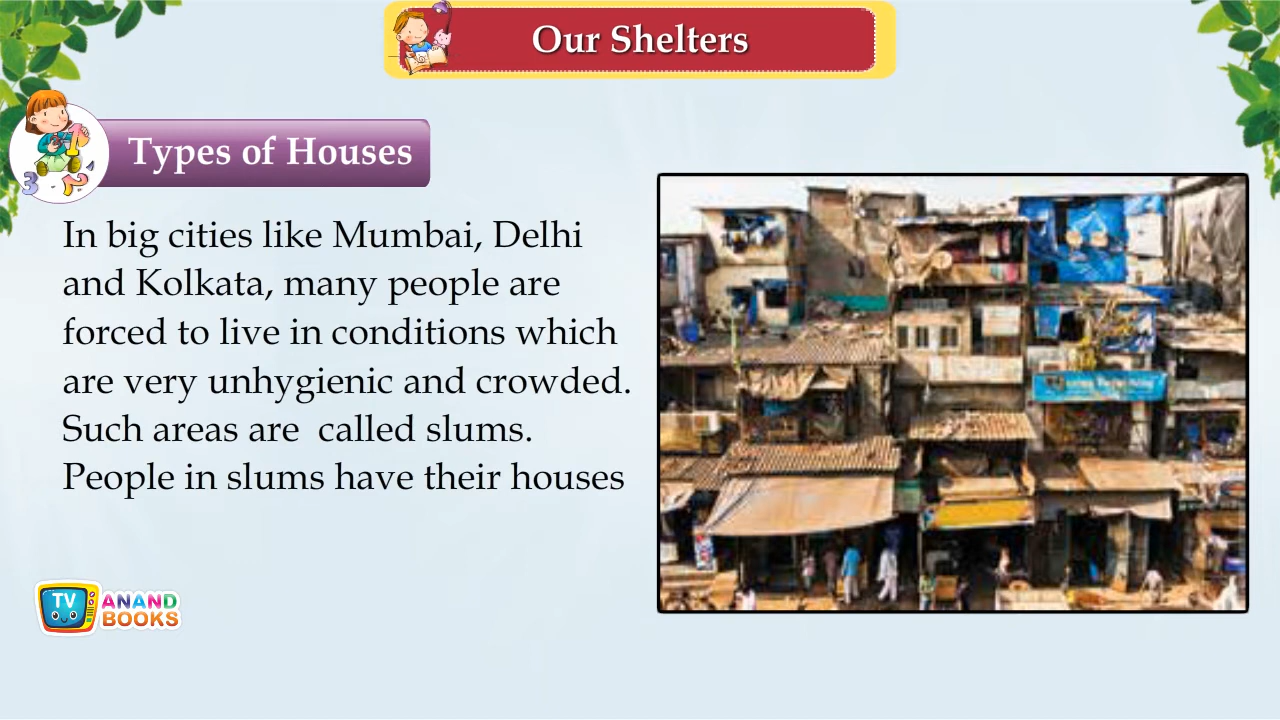 Our Shelters
Types of Houses
In big cities like Mumbai, Delhi
and Kolkata, many people are
forced to live in conditions which
are very unhygienic and crowded.
Such areas are  called slums.
People in slums have their houses
TV
ANAND
BOOKS